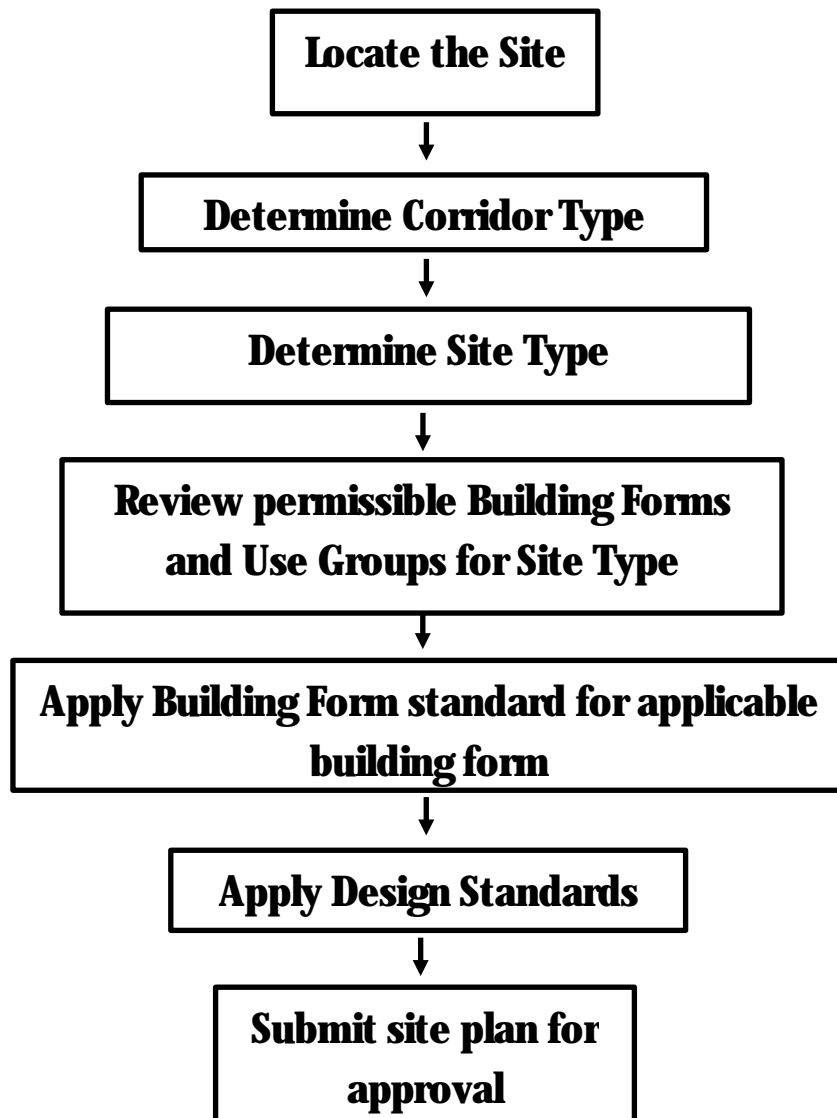 Locate the Site
Determine Corridor Type
Determine Site Type
Review permissible Building Forms
and Use Groups for Site Type
Apply Building Form standard for applicable
building form
Apply Design Standards
Submit site plan for
approval